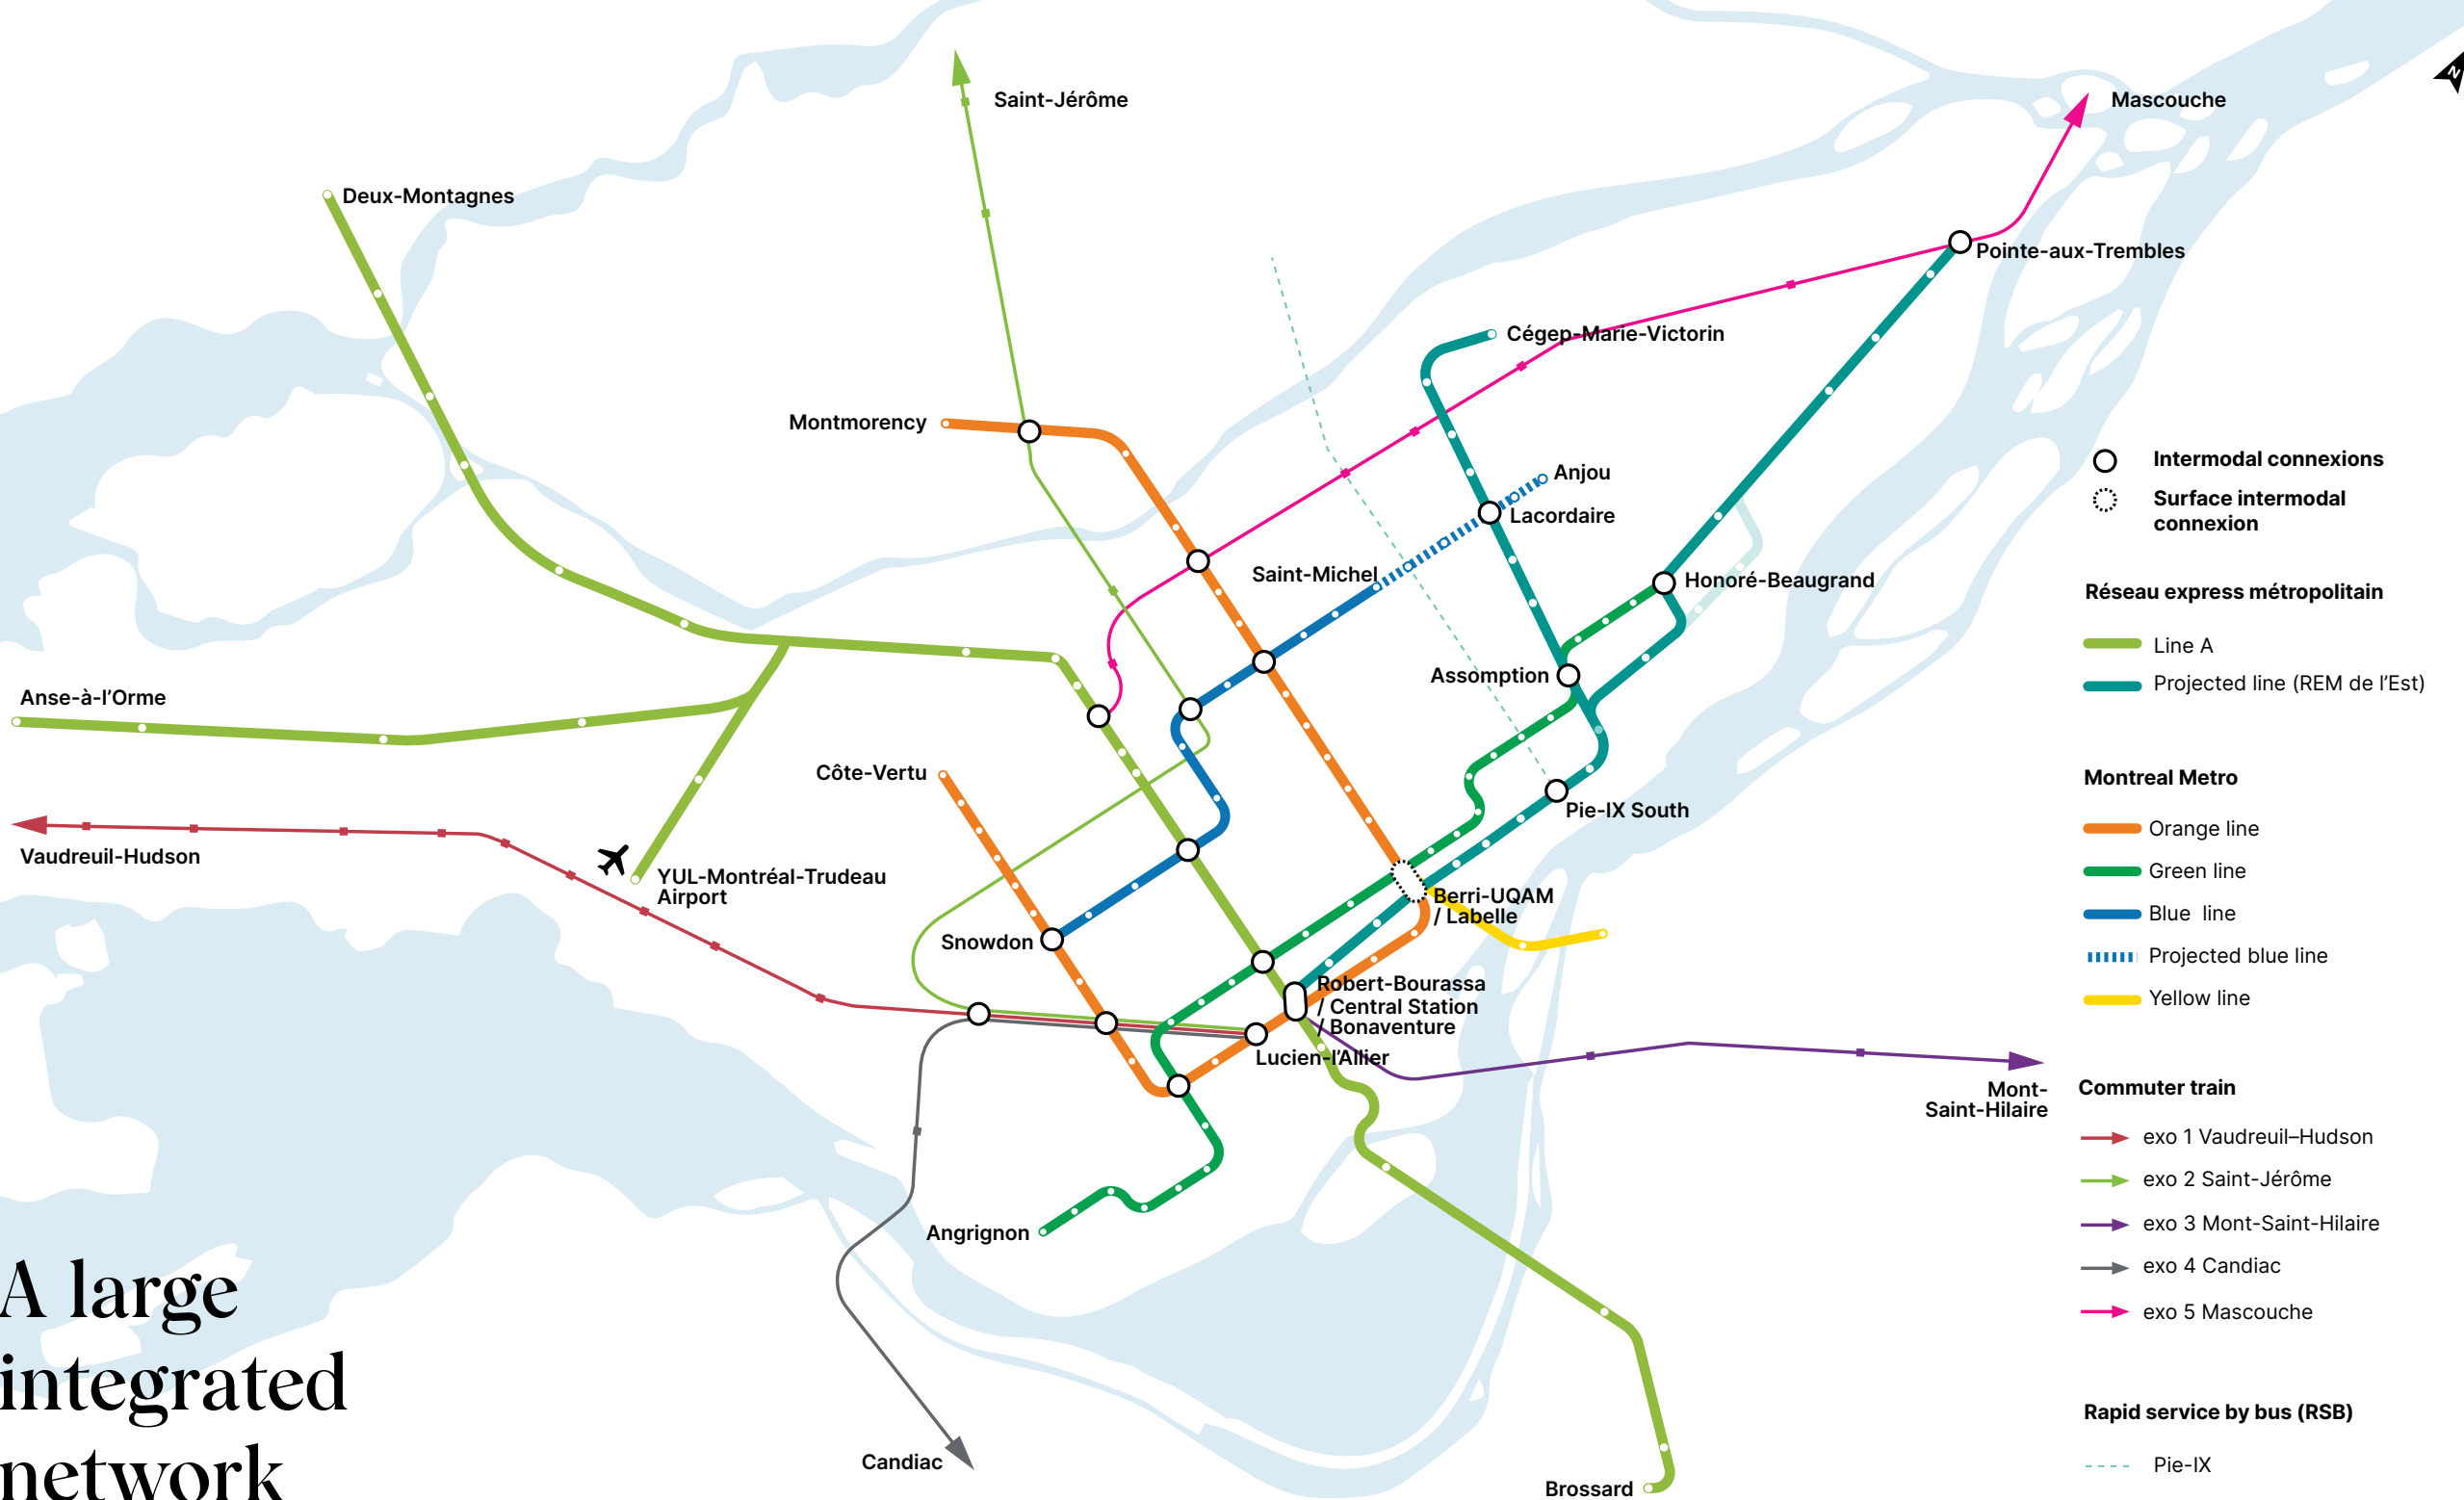 Saint-Jérôme
Mascouche
N
Deux-Montagnes
Pointe-aux-Trembles
Cégep-Marie-Victorin
Montmorency
Anjou
Lacordaire
Saint-Michel
Honoré-Beaugrand
Assomption
Anse-à-l’Orme
Côte-Vertu
Pie-IX South
Vaudreuil-Hudson
YUL-Montréal-Trudeau
Airport
Berri-UQAM
/ Labelle
Snowdon
Robert-Bourassa
/ Central Station
/ Bonaventure
Lucien-l’Allier
Mont-
Saint-Hilaire
Angrignon
Candiac
Brossard
A large
integrated
network
Intermodal connexions
Surface intermodal
connexion
Réseau express métropolitain
Line A
Projected line (REM de l’Est)
Montreal Metro
Orange line
Green line
Blue  line
Projected blue line
Yellow line
Commuter train
exo 1 Vaudreuil–Hudson
exo 2 Saint-Jérôme
exo 3 Mont-Saint-Hilaire
exo 4 Candiac
exo 5 Mascouche
Rapid service by bus (RSB)
Pie-IX